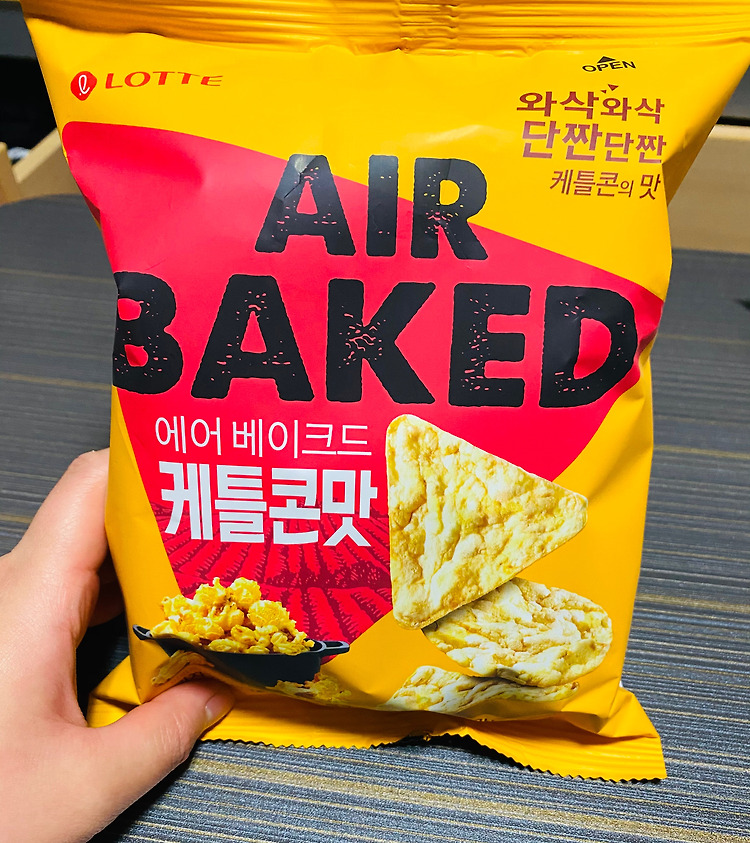 LOTTE
OPEN
와삭와삭
단짠단짠
케틀콘의 맛
AIR
BAKED
에어 베이크드
케틀콘맛